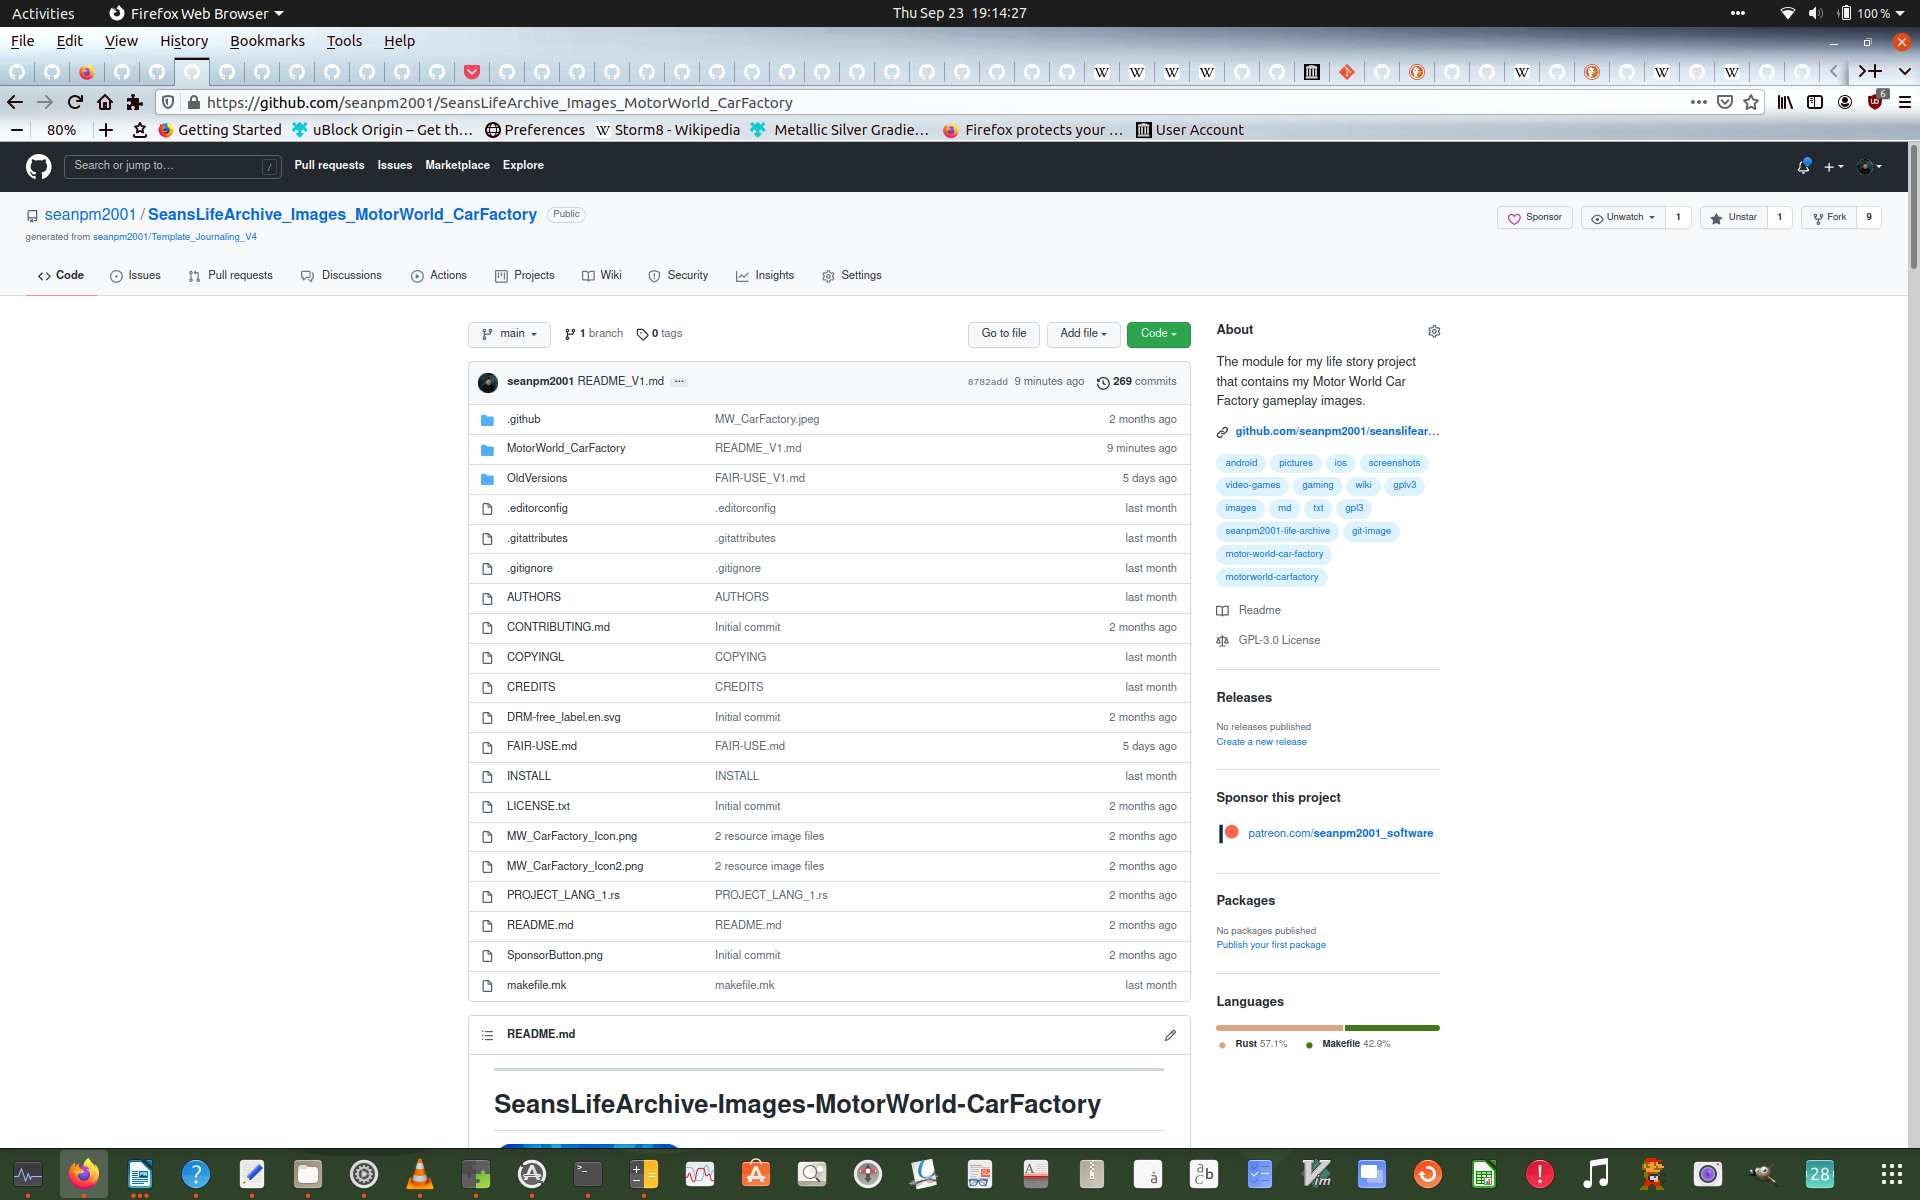 Activities Firefox Web Browser Thu Sep 23 19:14:27 100 %
File Edit View History Bookmarks Tools Help
https://github.com/seanpm2001/SeansLifeArchive_Images_MotorWorld_CarFactory 6
80% Getting Started uBlock Origin – Get th… Preferences Storm8 - Wikipedia Metallic Silver Gradie… Firefox protects your … User Account
Search or jump to… / Pull requests Issues Marketplace Explore
seanpm2001 / SeansLifeArchive_Images_MotorWorld_CarFactory Public Sponsor Unwatch 1 Unstar 1 Fork 9
generated from seanpm2001/Template_Journaling_V4
Code Issues Pull requests Discussions Actions Projects Wiki Security Insights Settings
main 1 branch 0 tags Go to file Add file Code
seanpm2001 README_V1.md ... 8782add 9 minutes ago 269 commits
.github MW_CarFactory.jpeg 2 months ago
MotorWorld_CarFactory README_V1.md 9 minutes ago
OldVersions FAIR-USE_V1.md 5 days ago
.editorconfig .editorconfig last month
.gitattributes .gitattributes last month
.gitignore .gitignore last month
AUTHORS AUTHORS last month
CONTRIBUTING.md Initial commit 2 months ago
COPYINGL COPYING last month
CREDITS CREDITS last month
DRM-free_label.en.svg Initial commit 2 months ago
FAIR-USE.md FAIR-USE.md 5 days ago
INSTALL INSTALL last month
LICENSE.txt Initial commit 2 months ago
MW_CarFactory_Icon.png 2 resource image files 2 months ago
MW_CarFactory_Icon2.png 2 resource image files 2 months ago
PROJECT_LANG_1.rs PROJECT_LANG_1.rs 2 months ago
README.md README.md 2 months ago
SponsorButton.png Initial commit 2 months ago
makefile.mk makefile.mk last month
README.md
SeansLifeArchive-Images-MotorWorld-CarFactory
About
The module for my life story project
that contains my Motor World Car
Factory gameplay images.
github.com/seanpm2001/seanslifear…
android pictures ios screenshots
video-games gaming wiki gplv3
images md txt gpl3
seanpm2001-life-archive git-image
motor-world-car-factory
motorworld-carfactory
Readme
GPL-3.0 License
Releases
No releases published
Create a new release
Sponsor this project
patreon.com/seanpm2001_software
Packages
No packages published
Publish your first package
Languages
Rust 57.1% Makefile 42.9%
28